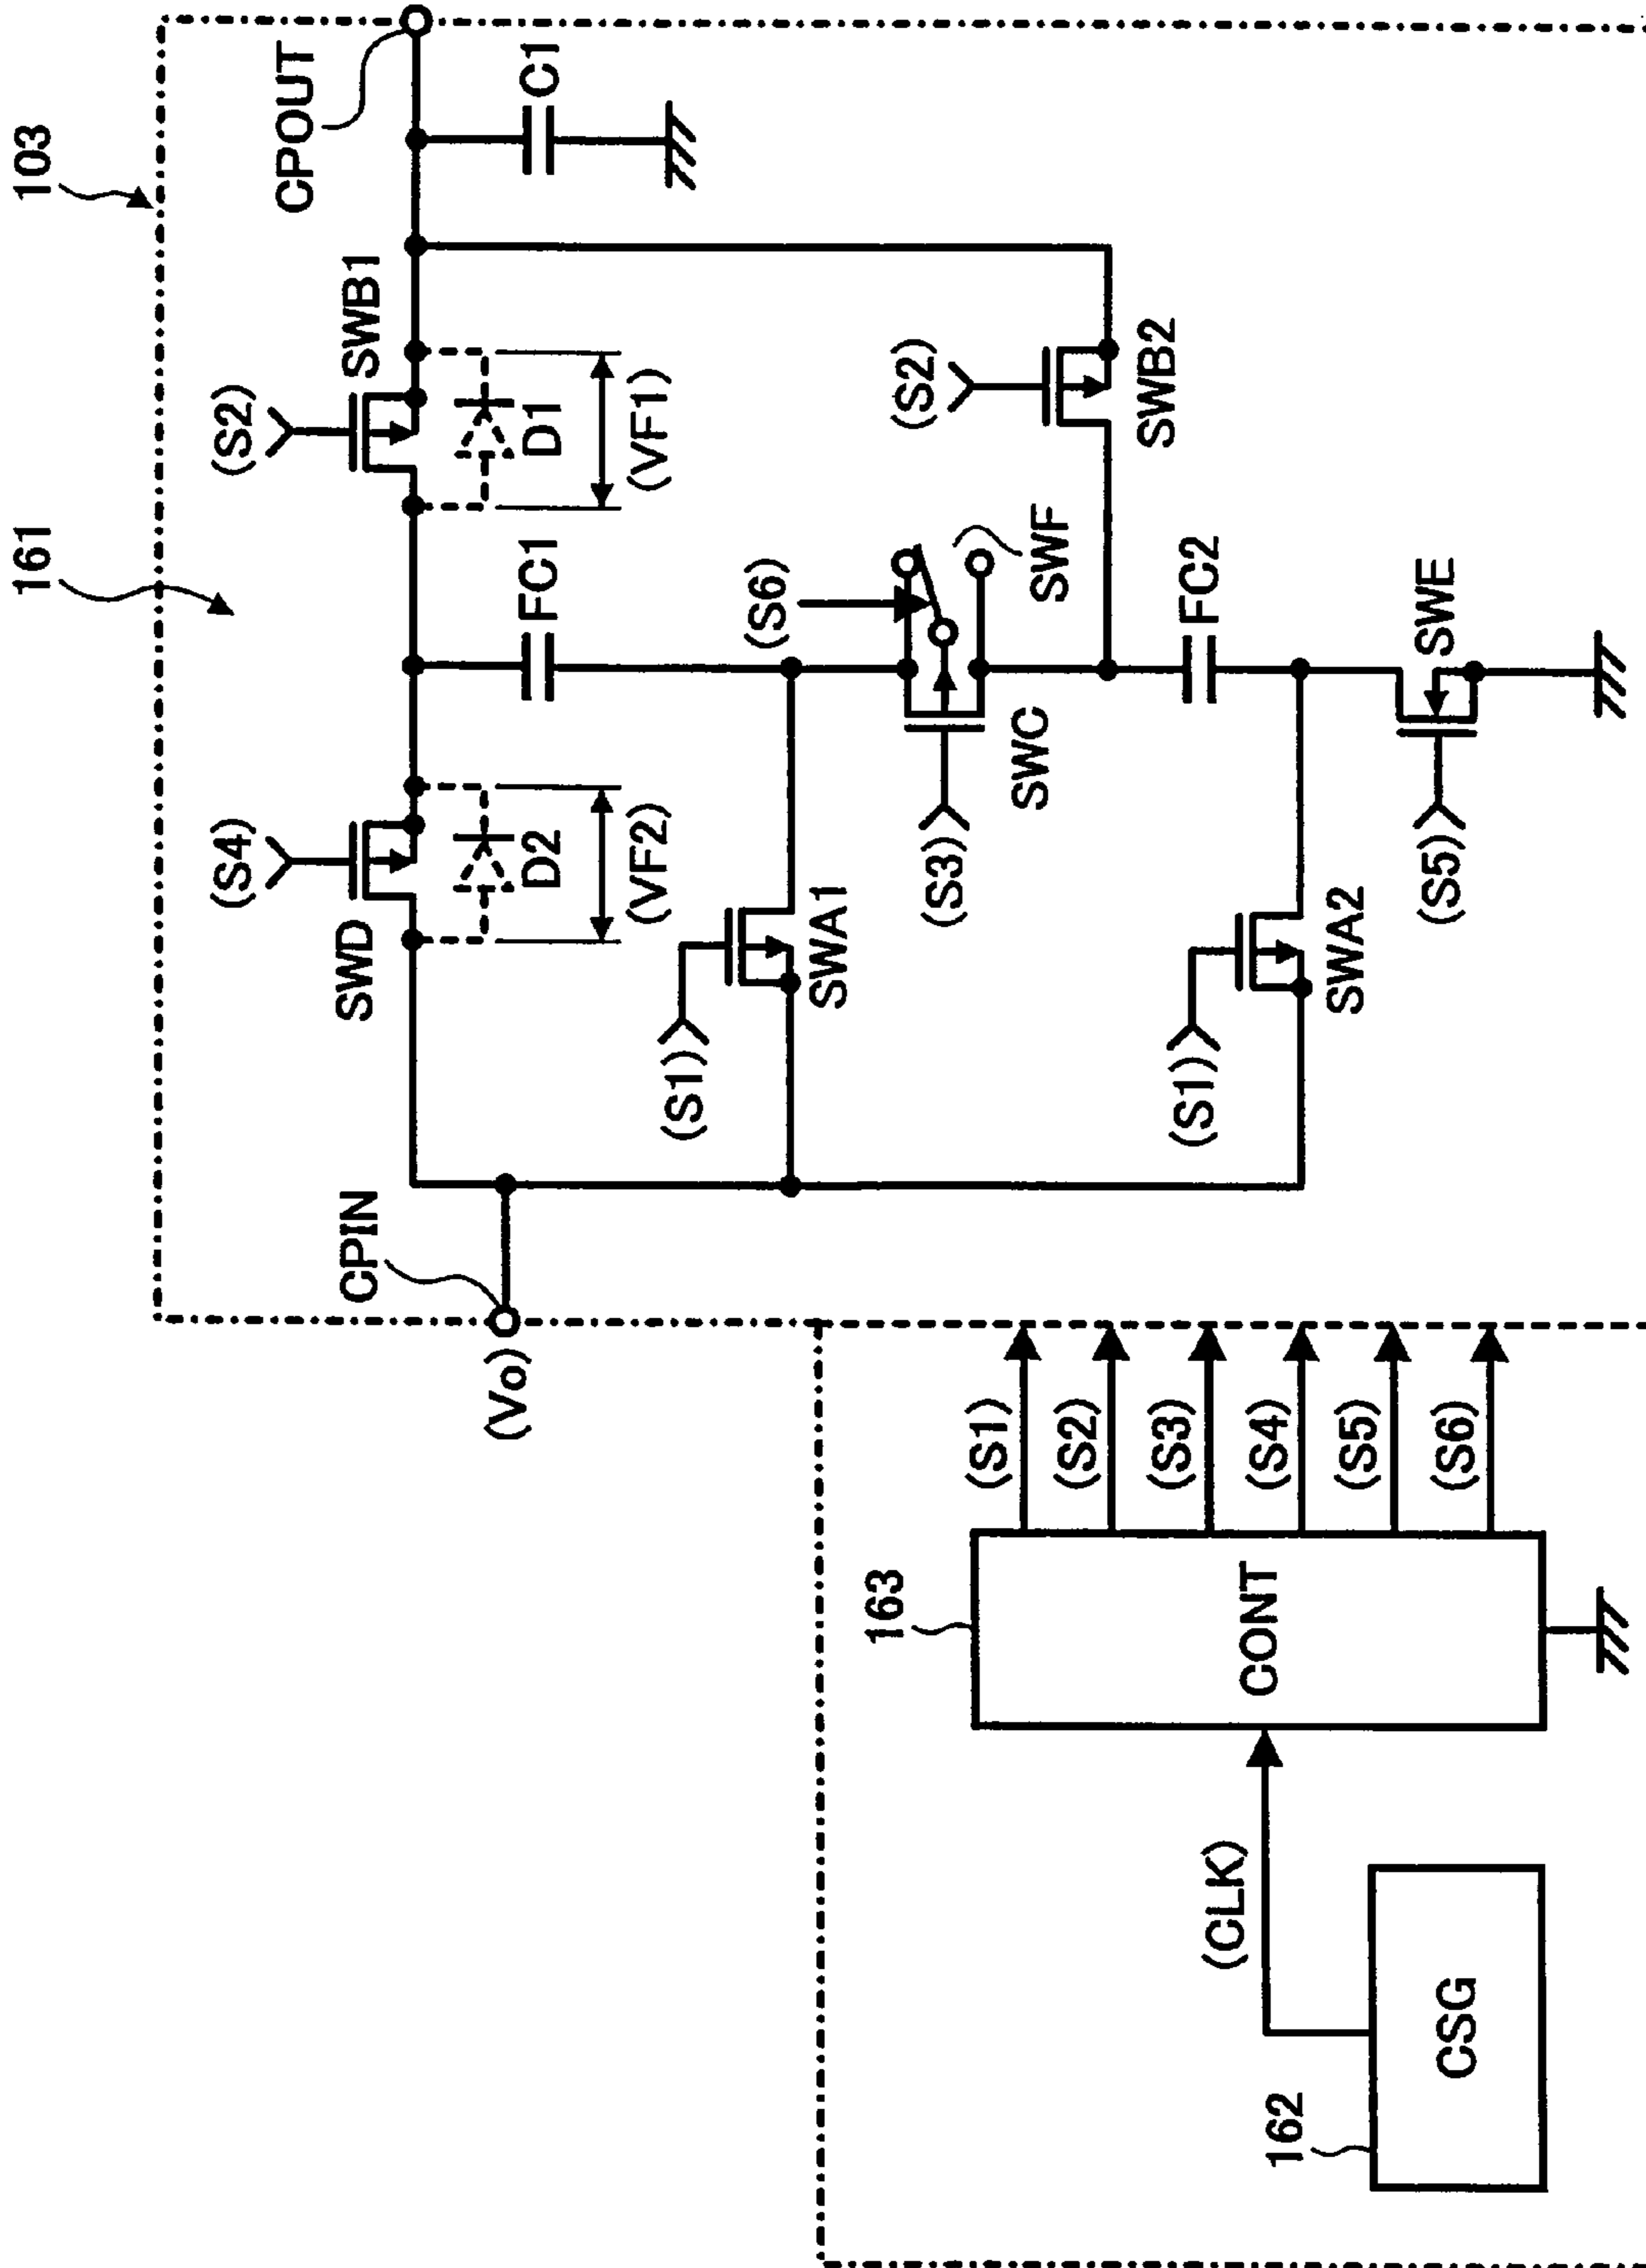 103
161
CPOUT
C1
(S2)
SWB1
D1
(VF1)
(S2)
SWB2
(S4)
SWD
D2
(VF2)
FC1
(S6)
SWF
(S1)
SWA1
(S3)
SWC
FC2
(S1)
SWA2
(S5)
SWE
CPIN
(Vo)
(S1)
(S2)
(S3)
(S4)
(S5)
(S6)
163
CONT
(CLK)
162
CSG